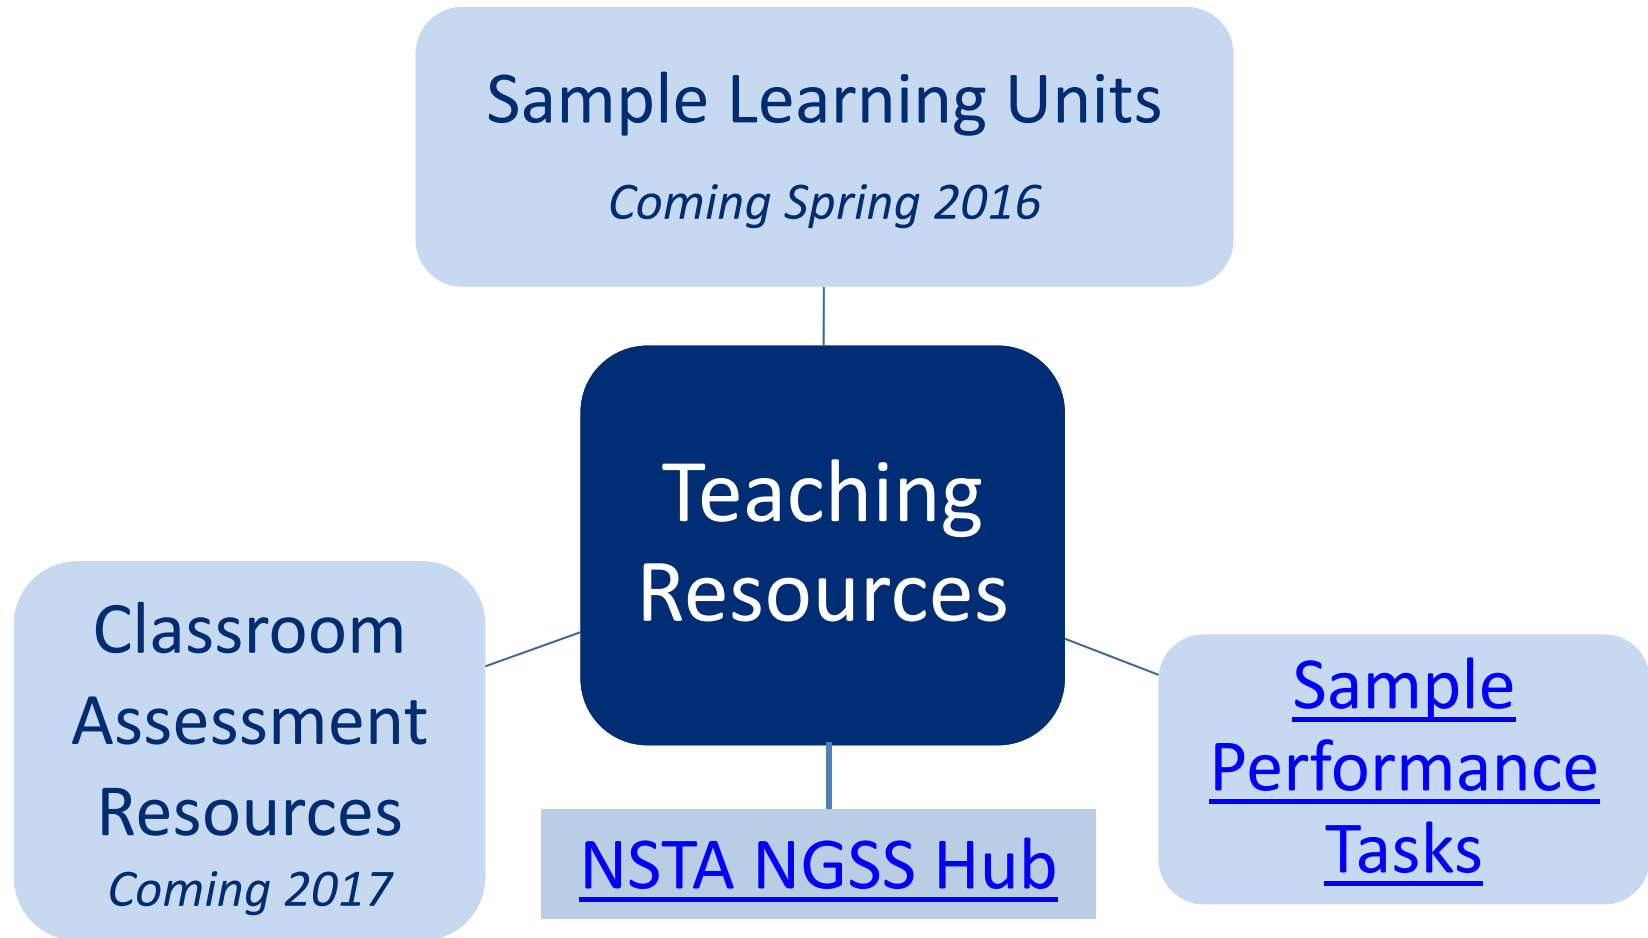 Sample Learning Units
Coming Spring 2016
Teaching
Resources
Classroom
Assessment
Resources
Coming 2017
NSTA NGSS Hub
Sample
Performance
Tasks